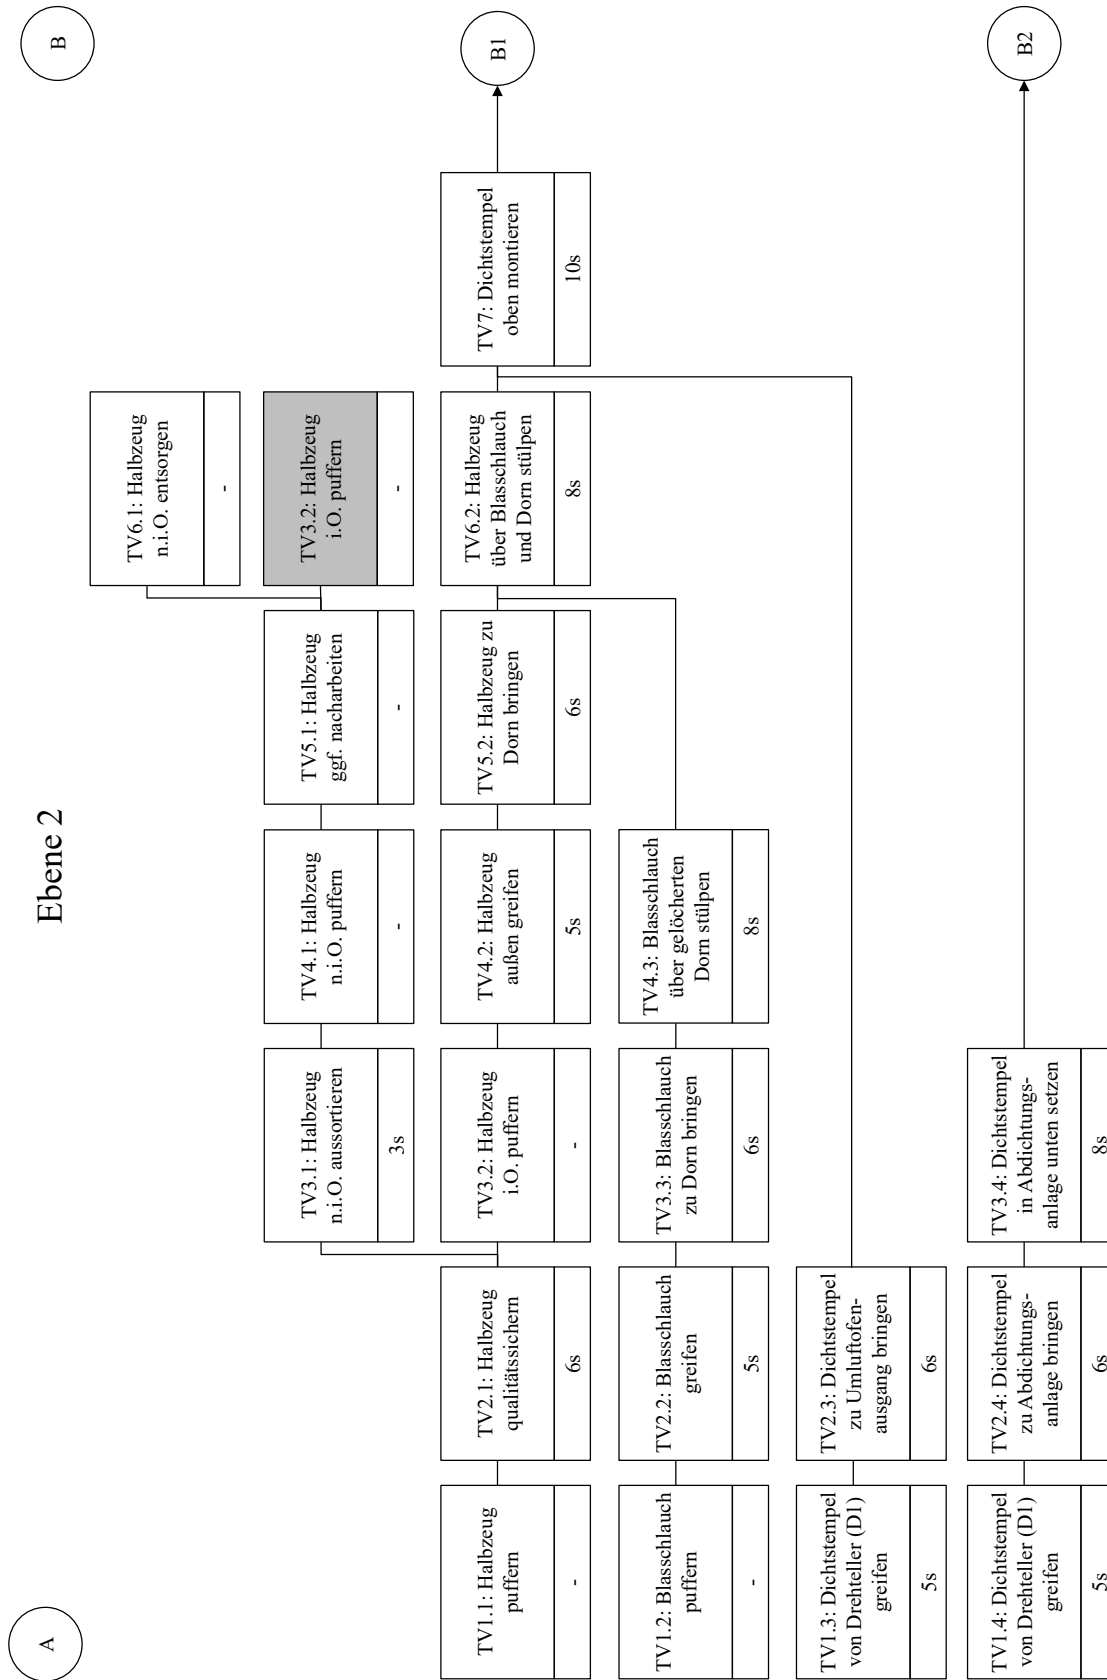 Ebene 2
A
B
TV6.1: Halbzeug
n.i.O. entsorgen
-
TV3.1: Halbzeug
n.i.O. aussortieren
3s
TV4.1: Halbzeug
n.i.O. puffern
-
TV5.1: Halbzeug
ggf. nacharbeiten
-
TV3.2: Halbzeug
i.O. puffern
-
TV1.1: Halbzeug
puffern
-
TV2.1: Halbzeug
qualitätssichern
6s
TV3.2: Halbzeug
i.O. puffern
-
TV4.2: Halbzeug
außen greifen
5s
TV5.2: Halbzeug zu
Dorn bringen
6s
TV6.2: Halbzeug
über Blasschlauch
und Dorn stülpen
8s
TV7: Dichtstempel
oben montieren
10s
B1
TV1.2: Blasschlauch
puffern
-
TV2.2: Blasschlauch
greifen
5s
TV3.3: Blasschlauch
zu Dorn bringen
6s
TV4.3: Blasschlauch
über gelöcherten
Dorn stülpen
8s
TV1.3: Dichtstempel
von Drehteller (D1)
greifen
5s
TV2.3: Dichtstempel
zu Umluftofen-
ausgang bringen
6s
TV1.4: Dichtstempel
von Drehteller (D1)
greifen
5s
TV2.4: Dichtstempel
zu Abdichtungs-
anlage bringen
6s
TV3.4: Dichtstempel
in Abdichtungs-
anlage unten setzen
8s
B2